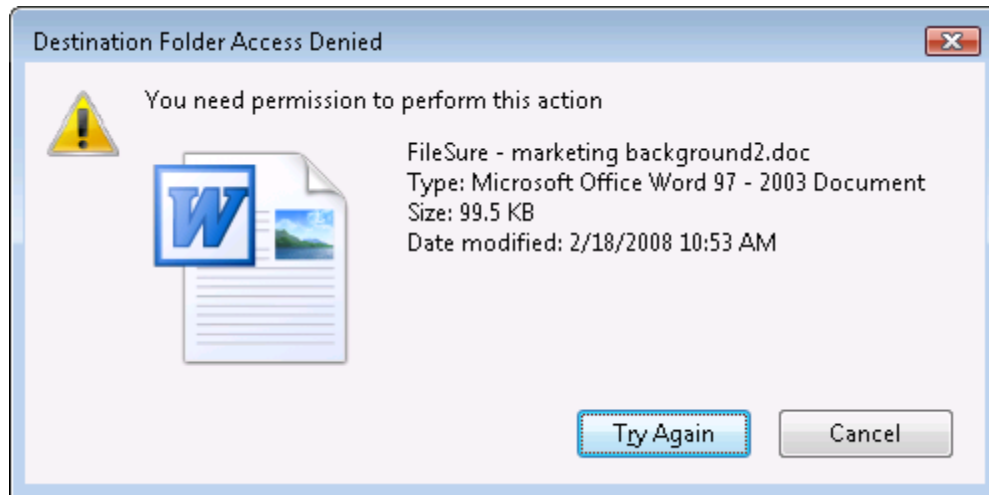 Destination Folder Access Denied
You need permission to perform this action
FileSure - marketing background2.doc
Type: Microsoft Office Word 97 - 2003 Document
Size: 99.5 KB
Date modified: 2/18/2008 10:53 AM
W
Try Again
Cancel